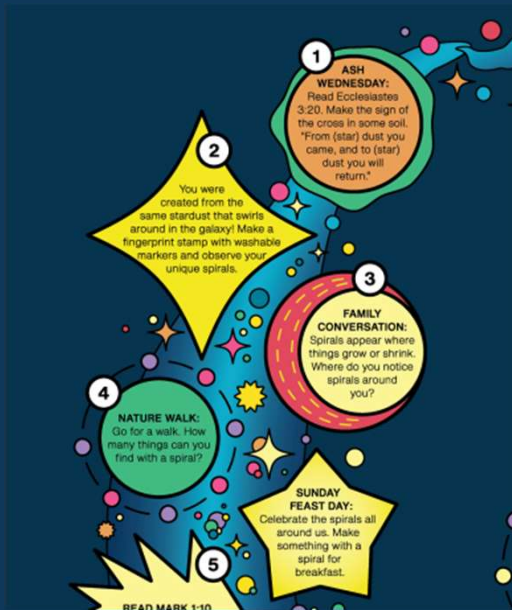 1
ASH
WEDNESDAY:
Read Ecclesiastes
3:20. Make the sign of
the cross in some soil.
"From (star) dust you
came, and to (star)
dust you will
return."
2
You were
created from the
same stardust that swirls
around in the galaxy! Make a
fingerprint stamp with washable
markers and observe your
unique spirals.
3
FAMILY
CONVERSATION:
Spirals appear where
things grow or shrink.
Where do you notice
spirals around
you?
4
NATURE WALK:
Go for a walk. How
many things can you
find with a spiral?
SUNDAY
FEAST DAY:
Celebrate the spirals all
around us. Make
something with a
spiral for
breakfast.
5
READ MARK 1:10